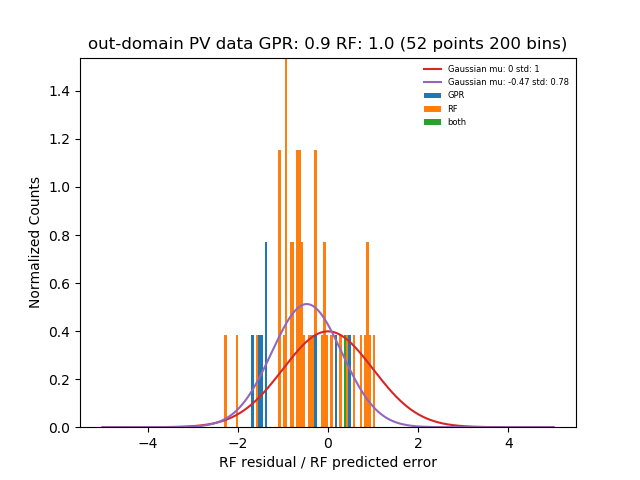 out-domain PV data GPR: 0.9 RF: 1.0 (52 points 200 bins)
Gaussian mu: 0 std: 1
Gaussian mu: -0.47 std: 0.78
GPR
RF
both
Normalized Counts
1.4
1.2
1.0
0.8
0.6
0.4
0.2
0.0
−4 −2 0 2 4
RF residual / RF predicted error